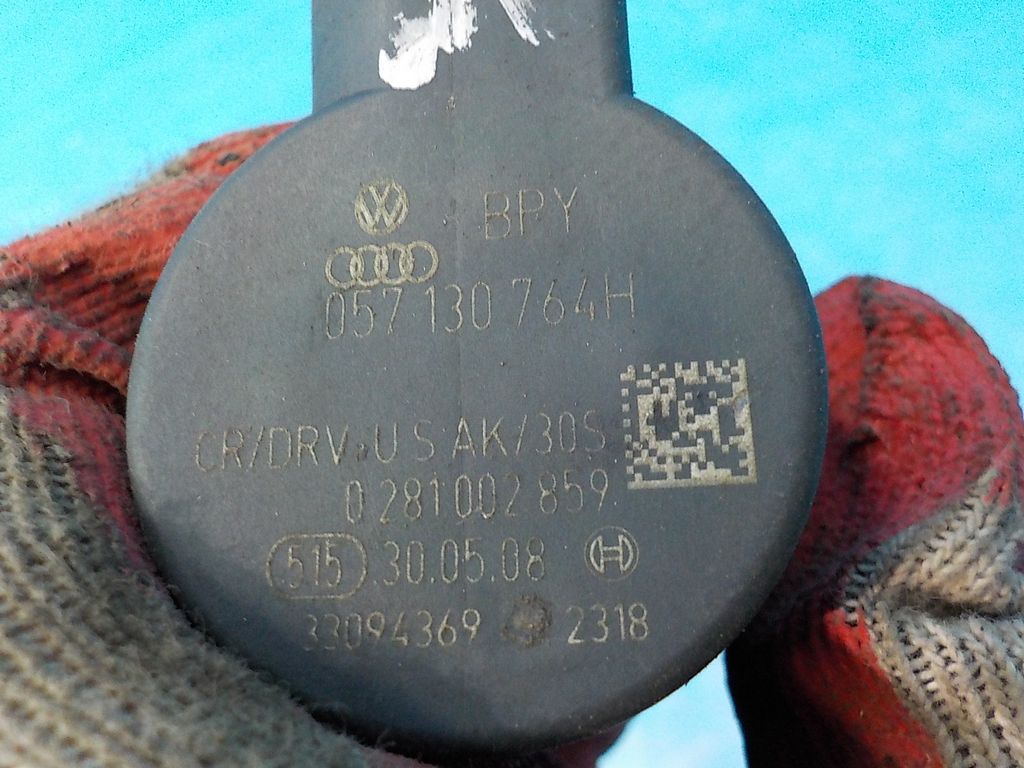 BPY
057 130 764H
CR/DRV-U S AK/30S
0 281 002 859
515 30.05.08
33094369 2318